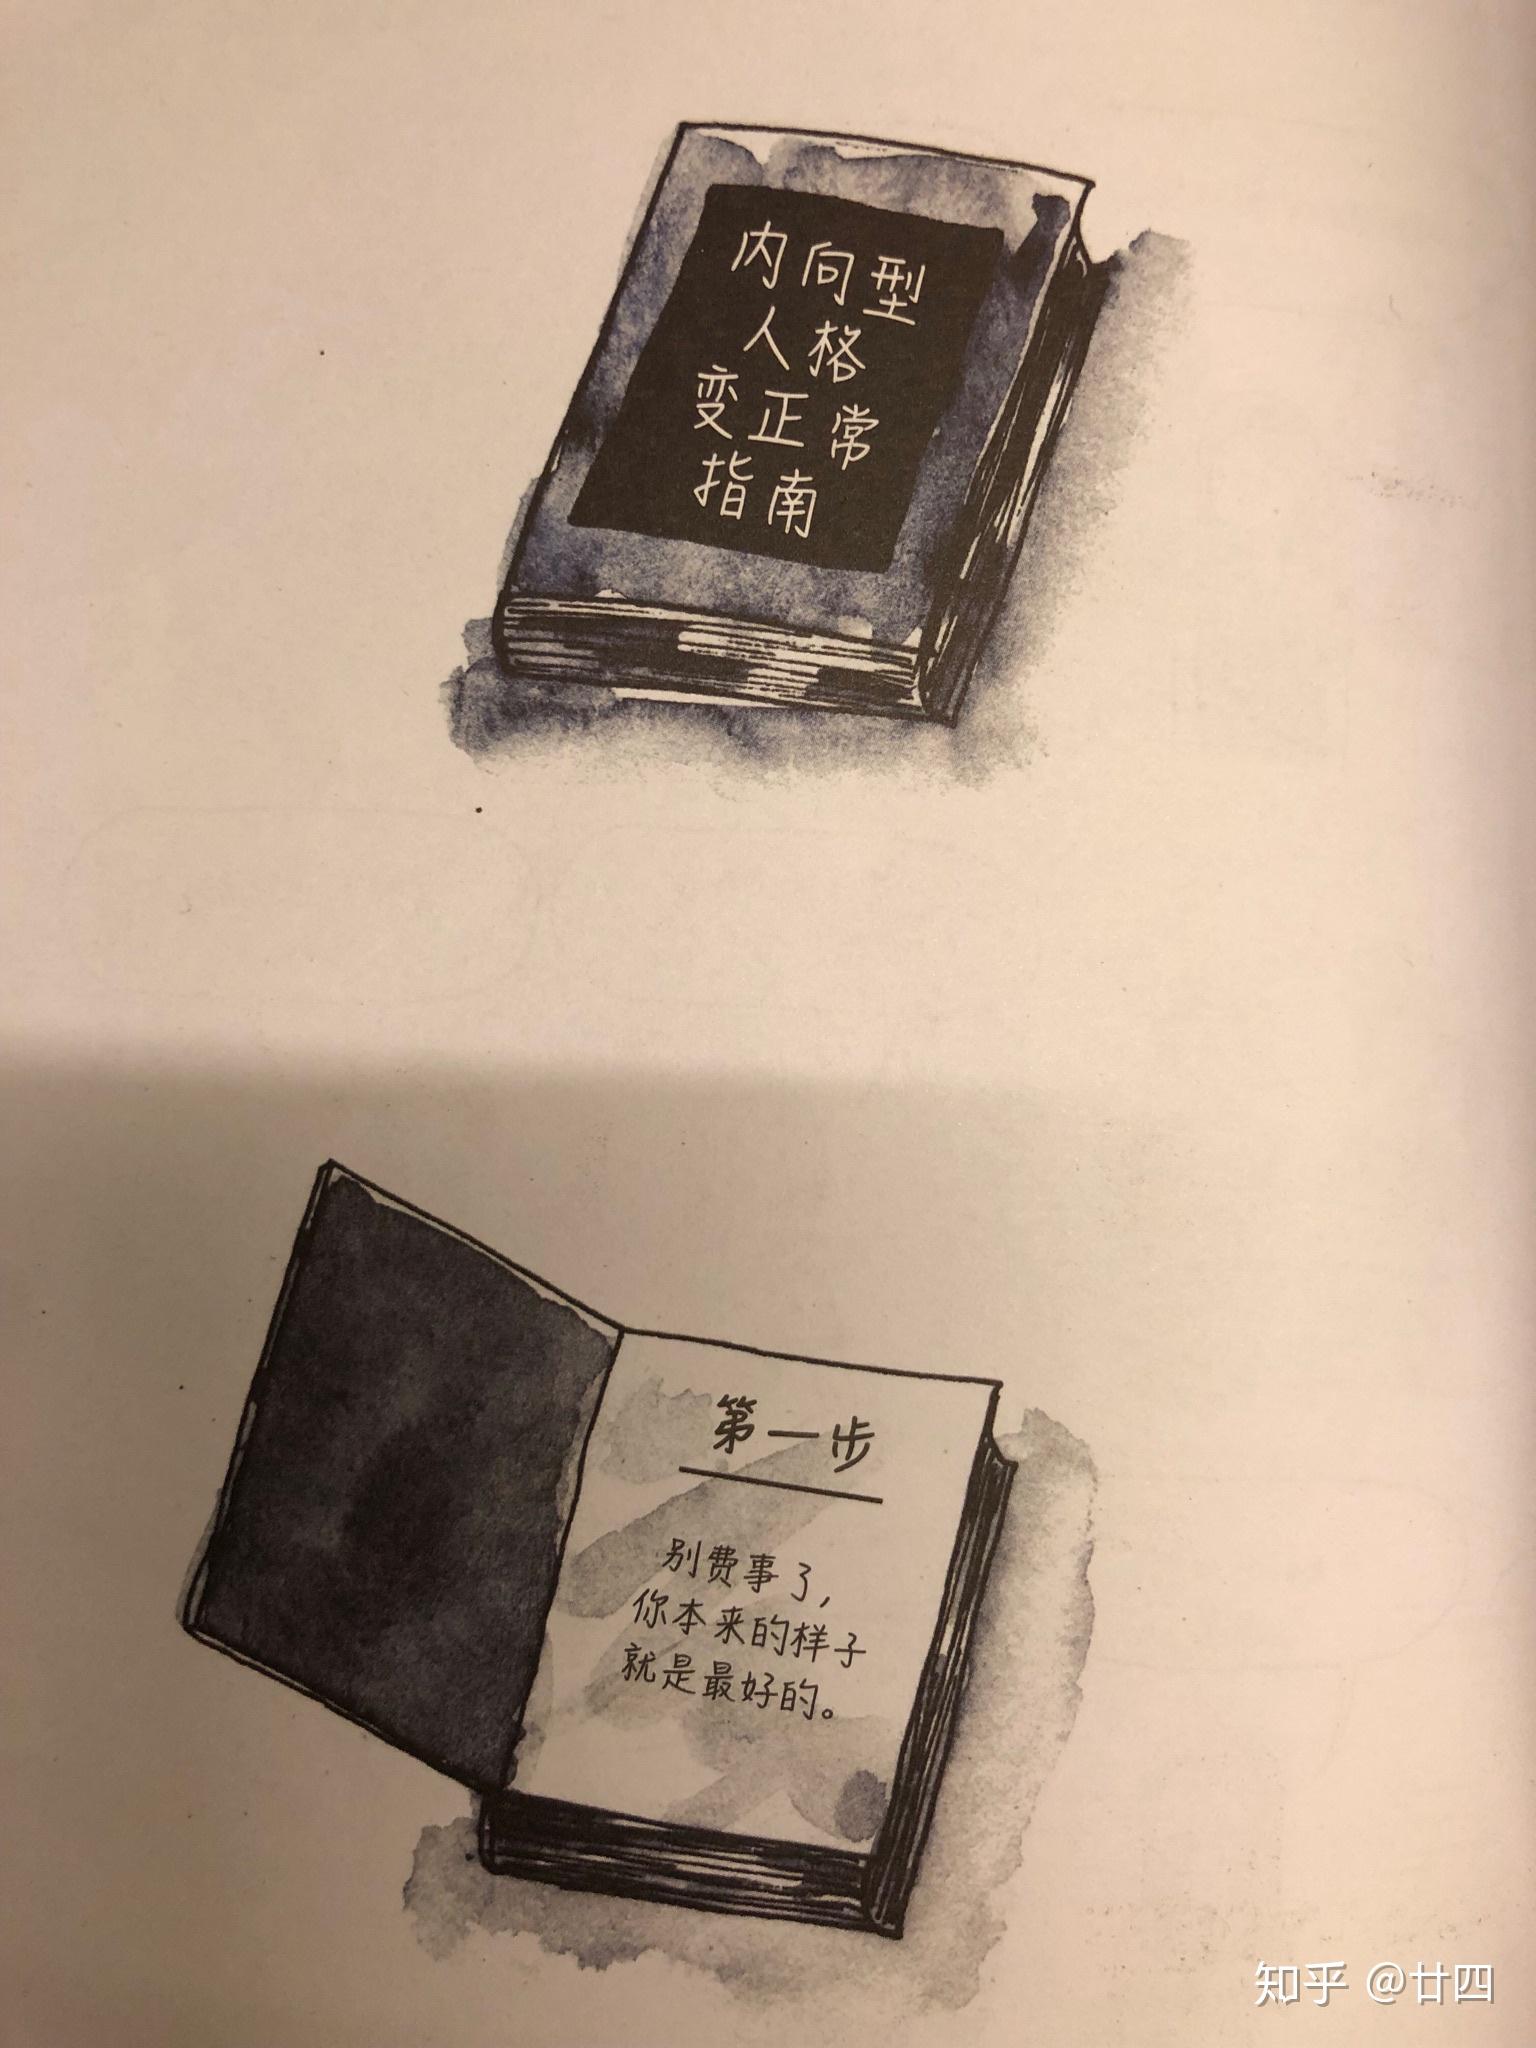 内向型
人格
变正常
指南
第一步
别费事了，
你本来的样子
就是最好的。
知乎 @廿四